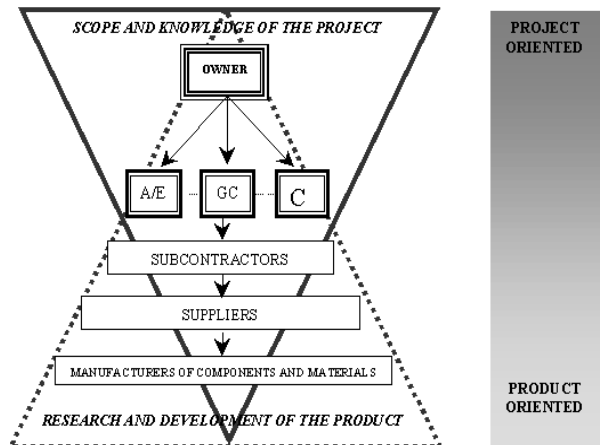 SCOPE AND KNOWLEDGE OF THE PROJECT
PROJECT
ORIENTED
OWNER
A/E GC C
SUBCONTRACTORS
SUPPLIERS
MANUFACTURERS OF COMPONENTS AND MATERIALS
PRODUCT
ORIENTED
RESEARCH AND DEVELOPMENT OF THE PRODUCT